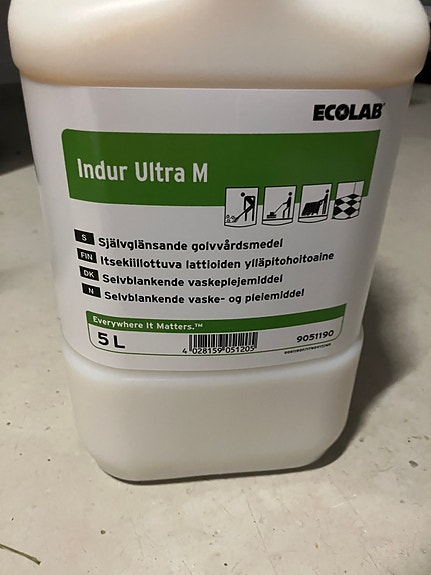 ECOLAB
Indur Ultra M
S Självglänsande golvvårdsmedel
FIN Itsekiillottuva lattioiden ylläpitohoitoaine
DK Selvblankende vaskeplejemiddel
N Selvblankende vaske- og pleiemiddel
Everywhere It Matters.™
5 L
4 028159 051205
9051190